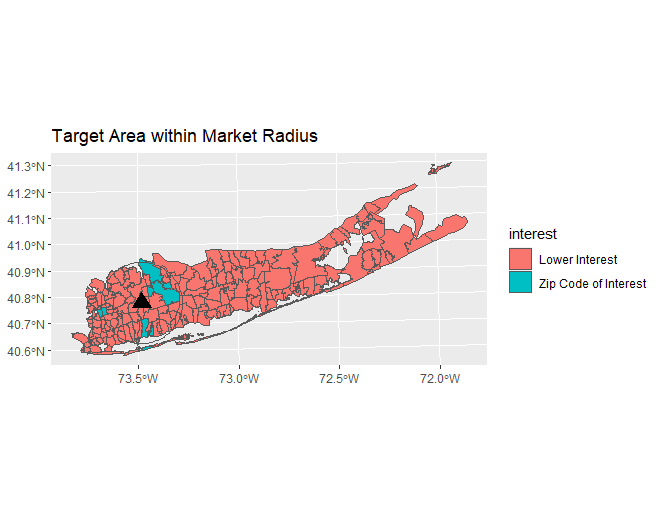 Target Area within Market Radius
41.3°N
41.2°N
41.1°N
41.0°N
40.9°N
40.8°N
40.7°N
40.6°N
73.5°W
73.0°W
72.5°W
72.0°W
interest
Lower Interest
Zip Code of Interest